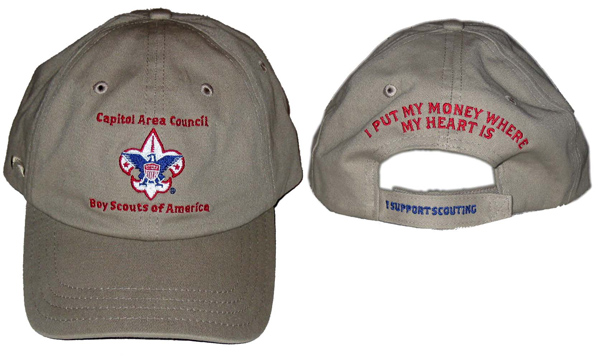 Capitol Area Council
®
Boy Scouts of America
I PUT MY MONEY WHERE
MY HEART IS
I SUPPORT SCOUTING